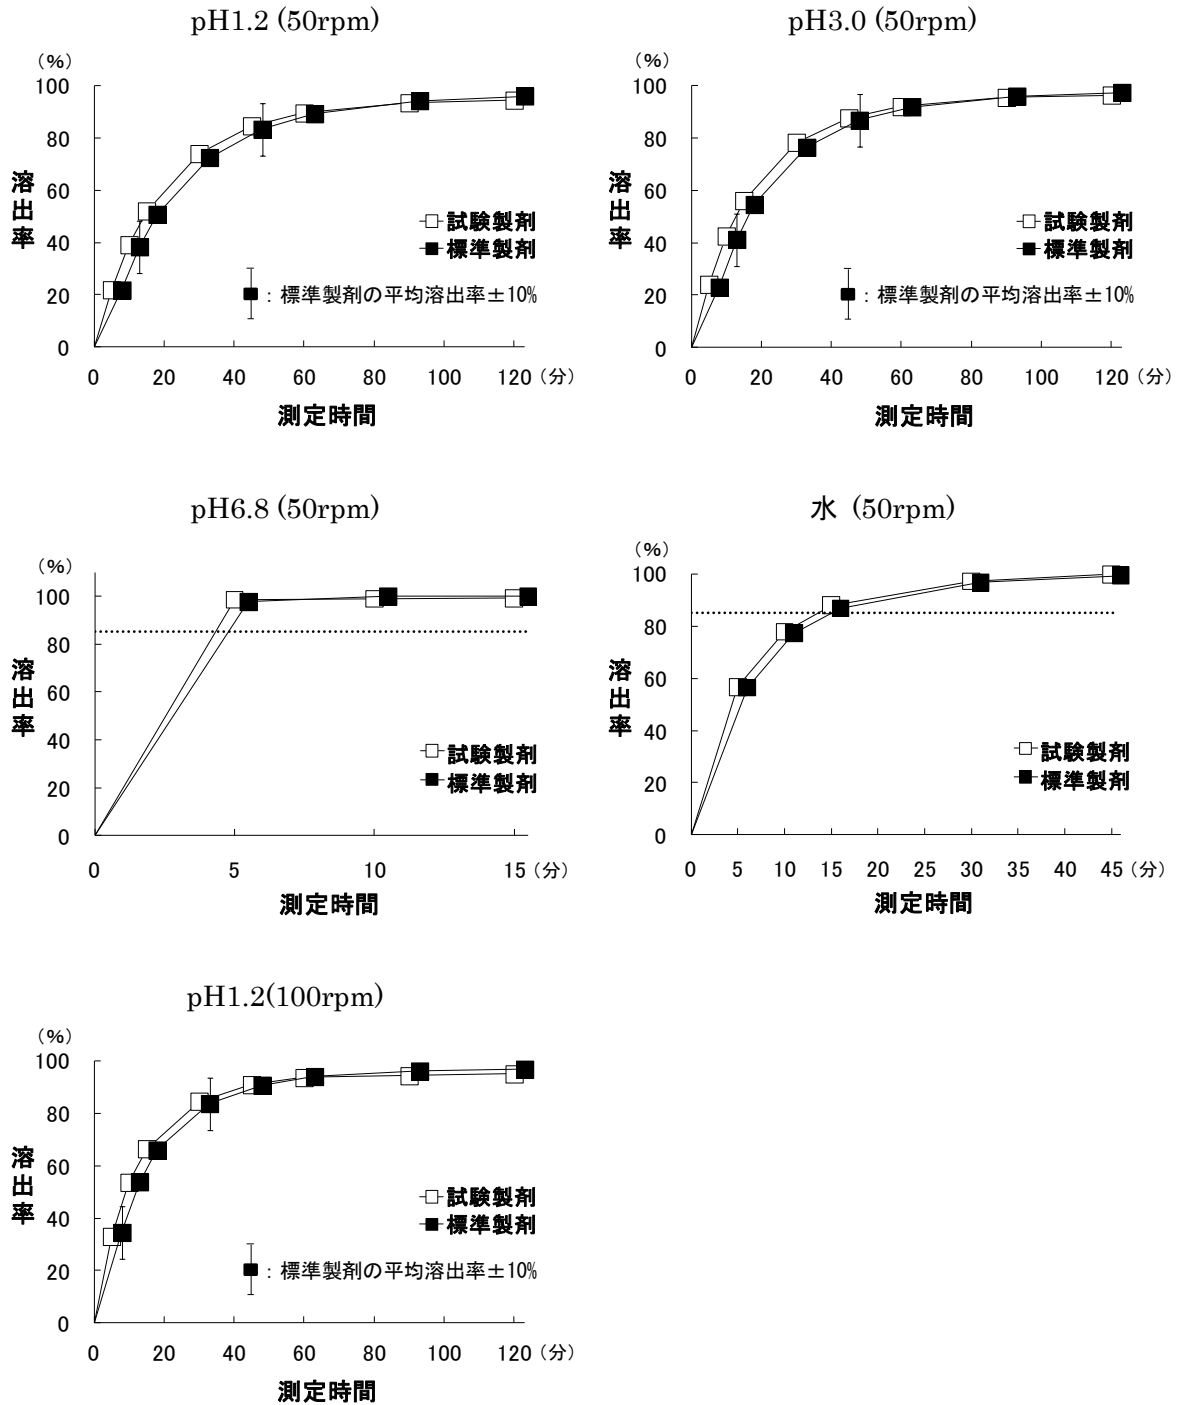 pH1.2 (50rpm)
(%)
100
80
60
40
20
0
溶出率
試験製剤
標準製剤
: 標準製剤の平均溶出率±10%
0 20 40 60 80 100 120 (分)
測定時間
pH3.0 (50rpm)
(%)
100
80
60
40
20
0
溶出率
試験製剤
標準製剤
: 標準製剤の平均溶出率±10%
0 20 40 60 80 100 120 (分)
測定時間
pH6.8 (50rpm)
(%)
100
80
60
40
20
0
溶出率
試験製剤
標準製剤
0 5 10 15 (分)
測定時間
水 (50rpm)
(%)
100
80
60
40
20
0
溶出率
試験製剤
標準製剤
0 5 10 15 20 25 30 35 40 45 (分)
測定時間
pH1.2(100rpm)
(%)
100
80
60
40
20
0
溶出率
試験製剤
標準製剤
: 標準製剤の平均溶出率±10%
0 20 40 60 80 100 120 (分)
測定時間